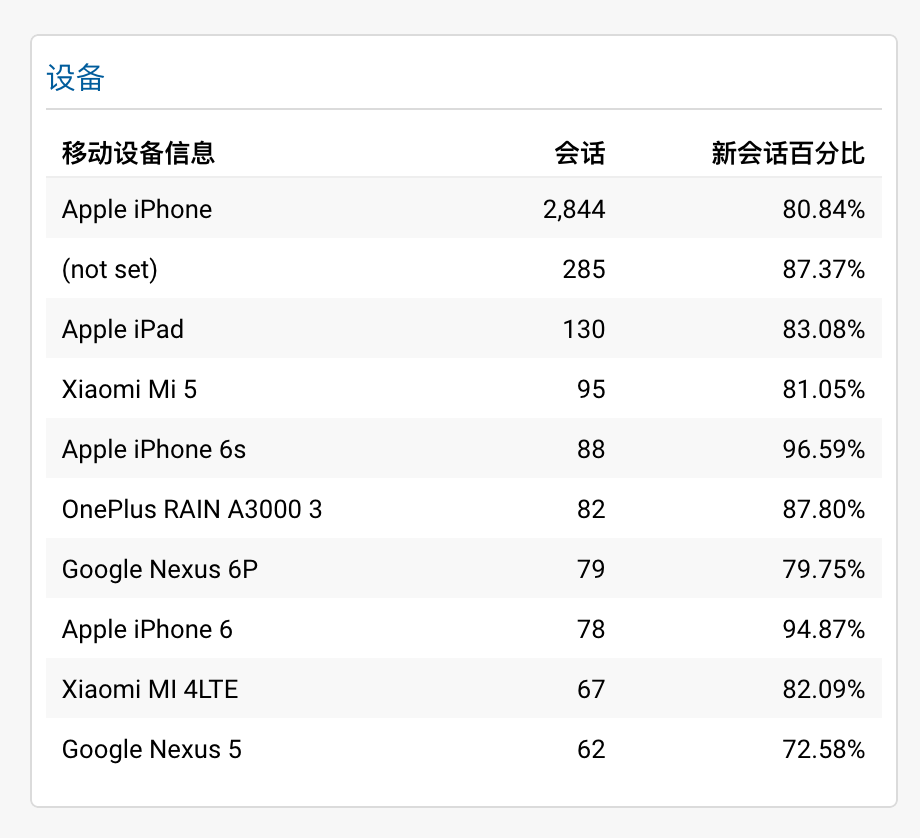 设备
移动设备信息 会话 新会话百分比
Apple iPhone 2,844 80.84%
(not set) 285 87.37%
Apple iPad 130 83.08%
Xiaomi Mi 5 95 81.05%
Apple iPhone 6s 88 96.59%
OnePlus RAIN A3000 3 82 87.80%
Google Nexus 6P 79 79.75%
Apple iPhone 6 78 94.87%
Xiaomi MI 4LTE 67 82.09%
Google Nexus 5 62 72.58%